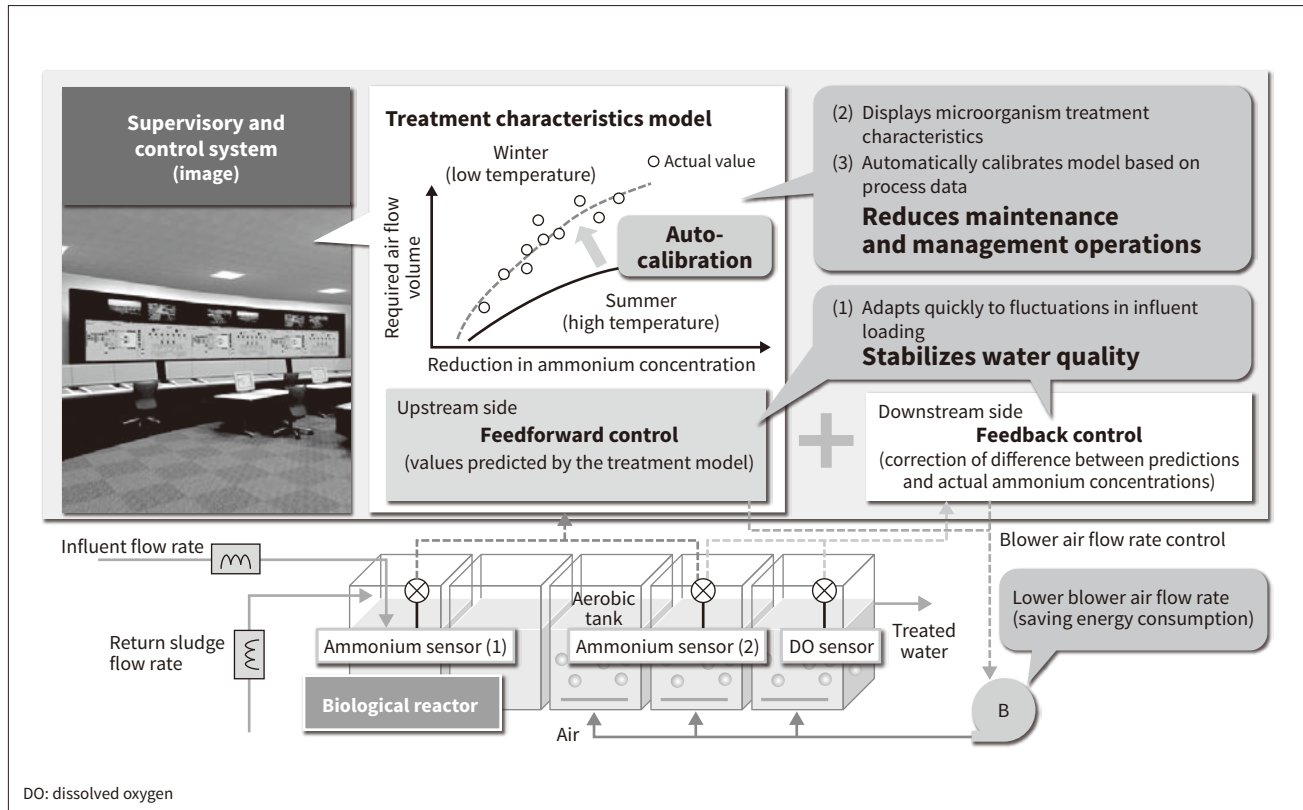 Supervisory and
control system
(image)
Treatment characteristics model
Winter
(low temperature)
Actual value
Required air flow
volume
Auto-
calibration
Summer
(high temperature)
Reduction in ammonium concentration
(2) Displays microorganism treatment
characteristics
(3) Automatically calibrates model based on
process data
Reduces maintenance
and management operations
(1) Adapts quickly to fluctuations in influent
loading
Stabilizes water quality
Upstream side
Feedforward control
(values predicted by the treatment model)
Downstream side
Feedback control
(correction of difference between predictions
and actual ammonium concentrations)
Influent flow rate
Blower air flow rate control
Return sludge
flow rate
Aerobic
tank
Ammonium sensor (1)
Ammonium sensor (2)
DO sensor
Treated
water
Lower blower air flow rate
(saving energy consumption)
Biological reactor
Air
B
DO: dissolved oxygen